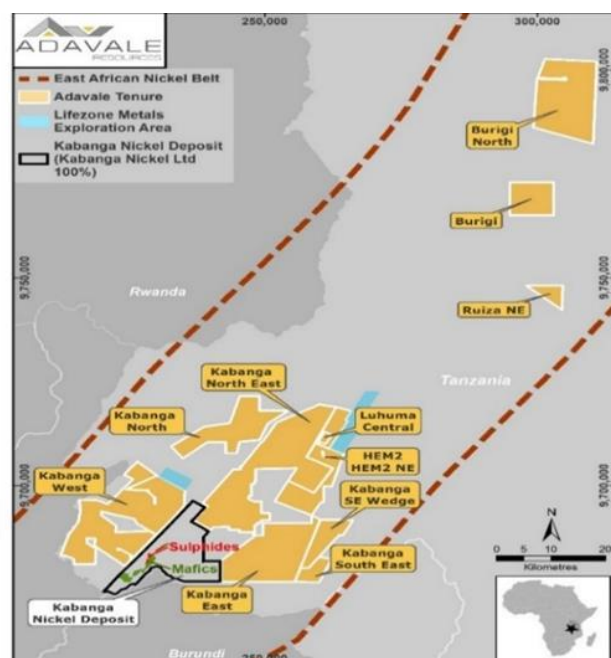 ADAVALE
RESOURCES
East African Nickel Belt
Adavale Tenure
Lifezone Metals
Exploration Area
Kabanga Nickel Deposit
(Kabanga Nickel Ltd
100%)
250,000
300,000
9,800,000
Burigi
North
Burigi
9,750,000
9,750,000
Ruiza NE
Rwanda
Tanzania
Kabanga
North East
Kabanga
North
Luhuma
Central
HEM2
HEM2 NE
Kabanga
West
Kabanga
SE Wedge
9,700,000
9,700,000
Sulphides
Mafics
Kabanga
South East
Kabanga
East
Kabanga
Nickel Deposit
Burundi
250,000
N
0
10
20
Kilometres